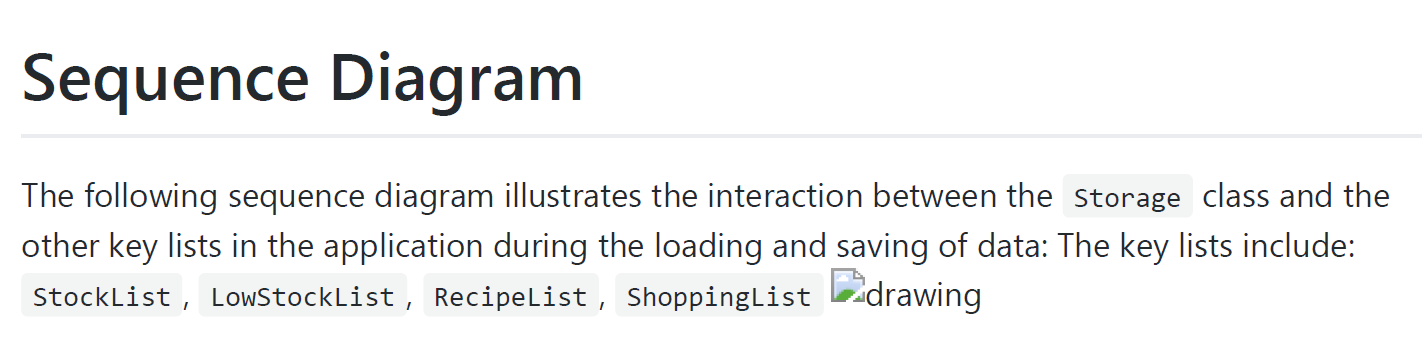 Sequence Diagram
The following sequence diagram illustrates the interaction between the Storage class and the
other key lists in the application during the loading and saving of data: The key lists include:
StockList, LowStockList, RecipeList, ShoppingList drawing